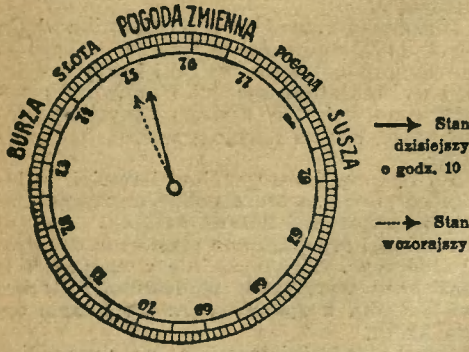 BURZA SŁOTA POGODA ZMIENNA POGODA SUSZA
73 74 75 76 77
79
72
70
69
Stan
dzisiejszy
o godz. 10
Stan
wczorajszy